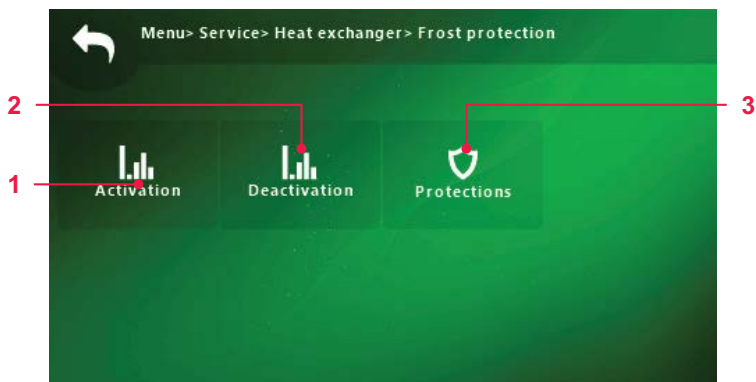 Menu> Service> Heat exchanger> Frost protection
2
3
1
Activation
Deactivation
Protections